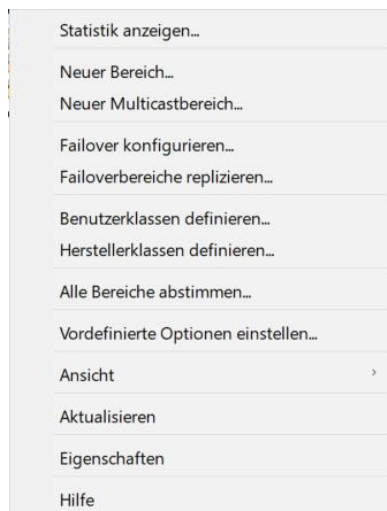 Statistik anzeigen...
Neuer Bereich...
Neuer Multicastbereich...
Failover konfigurieren...
Failoverbereiche replizieren...
Benutzerklassen definieren...
Herstellerklassen definieren...
Alle Bereiche abstimmen...
Vordefinierte Optionen einstellen...
Ansicht
Aktualisieren
Eigenschaften
Hilfe